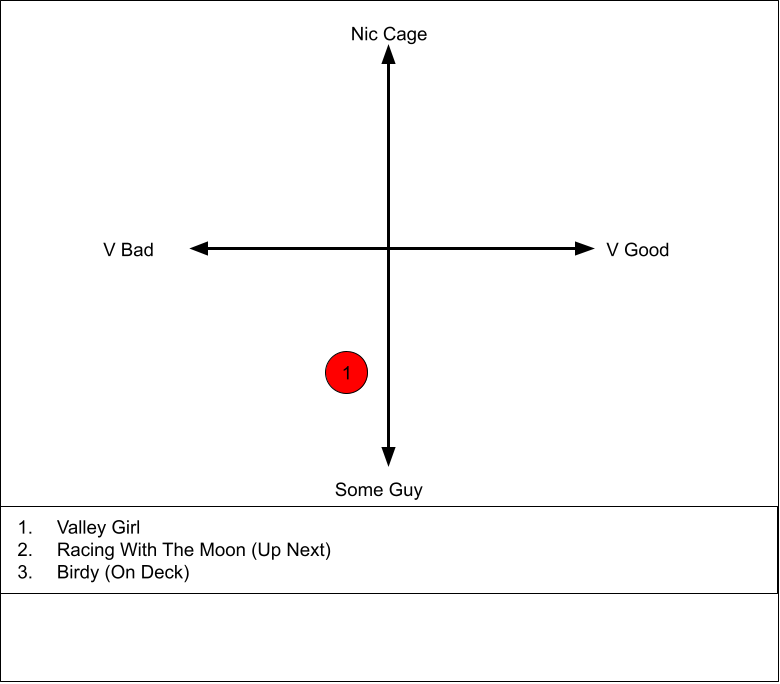 Nic Cage
V Bad
V Good
1
Some Guy
1. Valley Girl
2. Racing With The Moon (Up Next)
3. Birdy (On Deck)